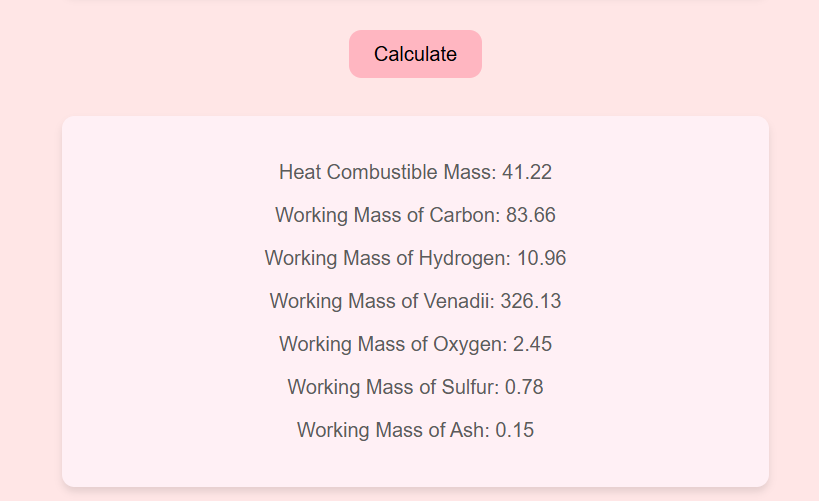 Calculate
Heat Combustible Mass: 41.22
Working Mass of Carbon: 83.66
Working Mass of Hydrogen: 10.96
Working Mass of Venadii: 326.13
Working Mass of Oxygen: 2.45
Working Mass of Sulfur: 0.78
Working Mass of Ash: 0.15